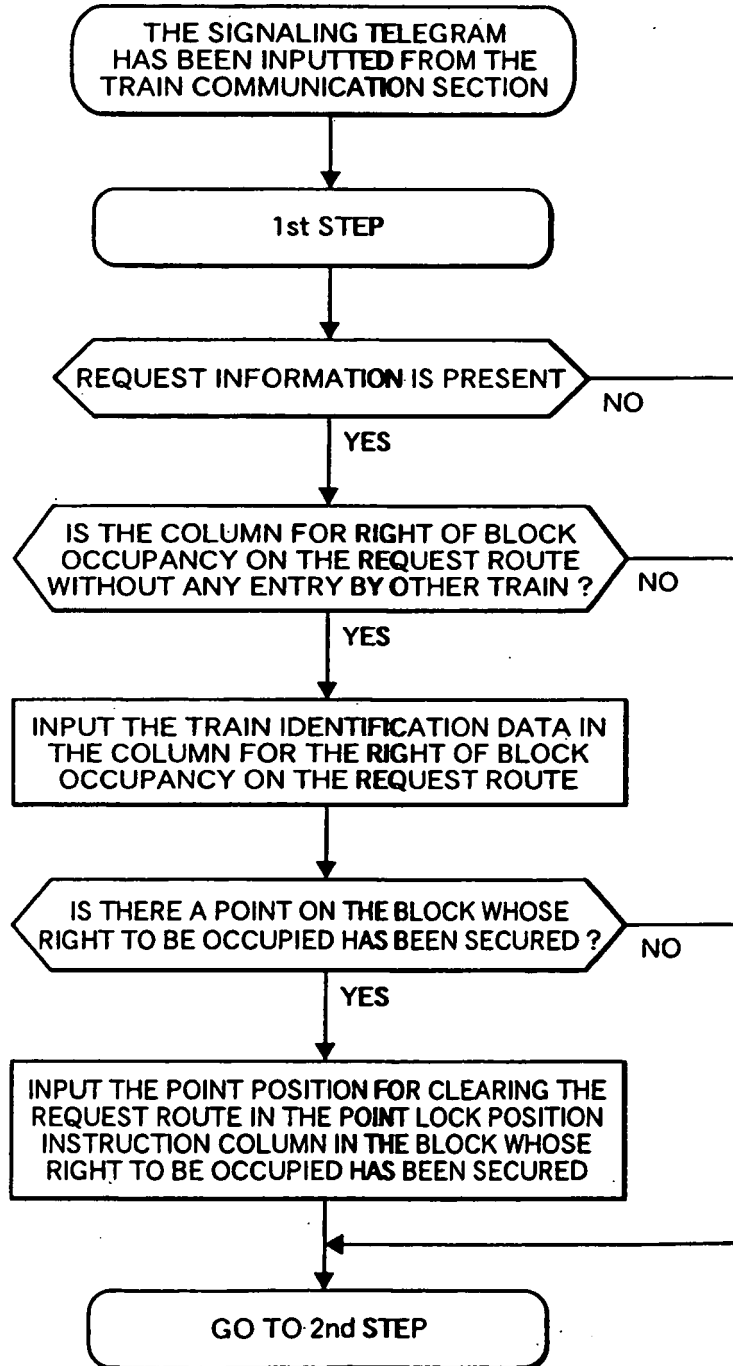 THE SIGNALING TELEGRAM
HAS BEEN INPUTTED FROM THE
TRAIN COMMUNICATION SECTION
1st STEP
REQUEST INFORMATION IS PRESENT
NO
YES
IS THE COLUMN FOR RIGHT OF BLOCK
OCCUPANCY ON THE REQUEST ROUTE
WITHOUT ANY ENTRY BY OTHER TRAIN ?
NO
YES
INPUT THE TRAIN IDENTIFICATION DATA IN
THE COLUMN FOR THE RIGHT OF BLOCK
OCCUPANCY ON THE REQUEST ROUTE
IS THERE A POINT ON THE BLOCK WHOSE
RIGHT TO BE OCCUPIED HAS BEEN SECURED ?
NO
YES
INPUT THE POINT POSITION FOR CLEARING THE
REQUEST ROUTE IN THE POINT LOCK POSITION
INSTRUCTION COLUMN IN THE BLOCK WHOSE
RIGHT TO BE OCCUPIED HAS BEEN SECURED
GO TO 2nd STEP